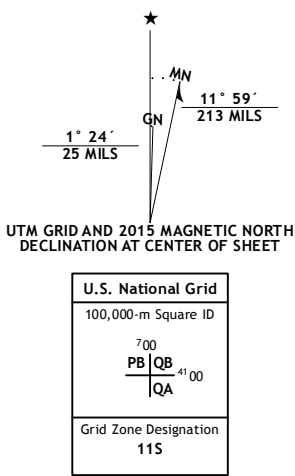 ★
MN
GN
11° 59´
213 MILS
1° 24´
25 MILS
UTM GRID AND 2015 MAGNETIC NORTH
DECLINATION AT CENTER OF SHEET
U.S. National Grid
100,000-m Square ID
700
PB QB
4100
QA
Grid Zone Designation
11S